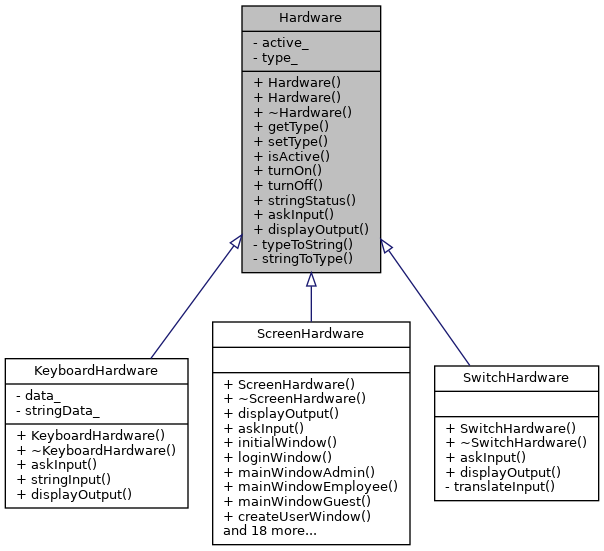 Hardware
- active_
- type_
+ Hardware()
+ Hardware()
+ ~Hardware()
+ getType()
+ setType()
+ isActive()
+ turnOn()
+ turnOff()
+ stringStatus()
+ askInput()
+ displayOutput()
- typeToString()
- stringToType()
KeyboardHardware
- data_
- stringData_
+ KeyboardHardware()
+ ~KeyboardHardware()
+ askInput()
+ stringInput()
+ displayOutput()
ScreenHardware
+ ScreenHardware()
+ ~ScreenHardware()
+ displayOutput()
+ askInput()
+ initialWindow()
+ loginWindow()
+ mainWindowAdmin()
+ mainWindowEmployee()
+ mainWindowGuest()
+ createUserWindow()
and 18 more...
SwitchHardware
+ SwitchHardware()
+ ~SwitchHardware()
+ askInput()
+ displayOutput()
- translateInput()